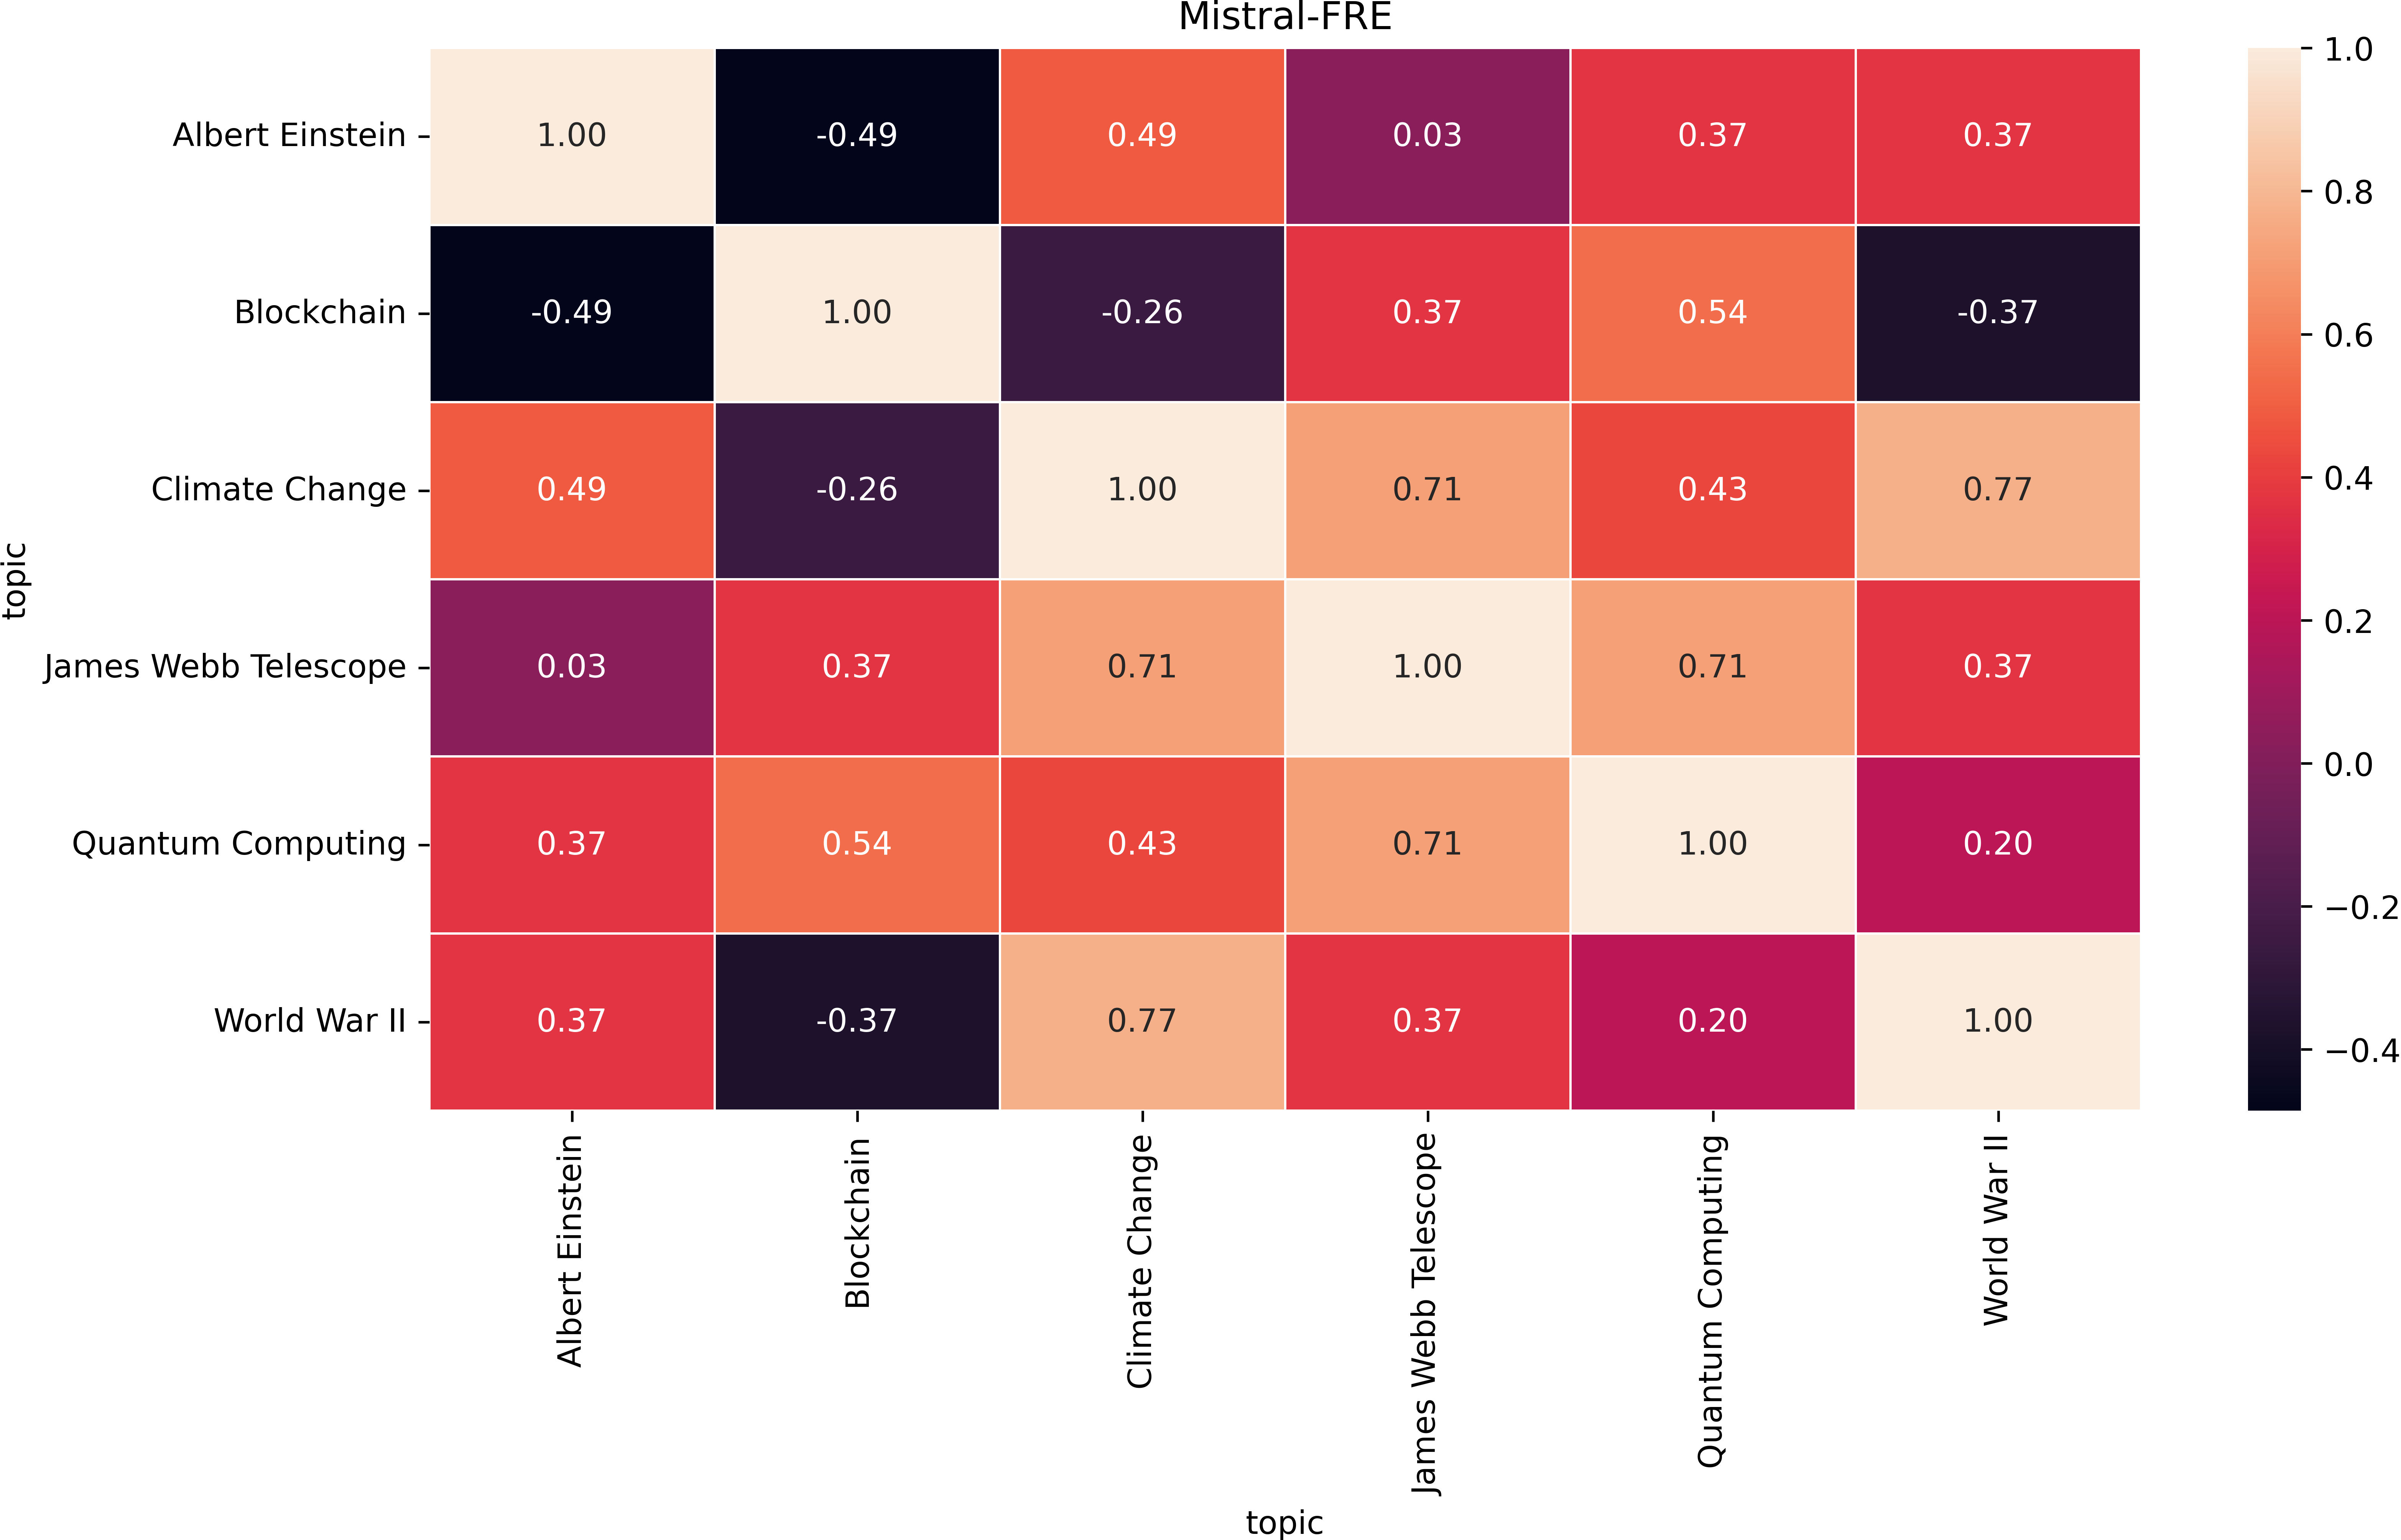 Mistral-FRE
Albert Einstein 1.00 -0.49 0.49 0.03 0.37 0.37
Blockchain -0.49 1.00 -0.26 0.37 0.54 -0.37
Climate Change 0.49 -0.26 1.00 0.71 0.43 0.77
James Webb Telescope 0.03 0.37 0.71 1.00 0.71 0.37
Quantum Computing 0.37 0.54 0.43 0.71 1.00 0.20
World War II 0.37 -0.37 0.77 0.37 0.20 1.00
topic
Albert Einstein
Blockchain
Climate Change
James Webb Telescope
Quantum Computing
World War II
topic
1.0
0.8
0.6
0.4
0.2
0.0
−0.2
−0.4